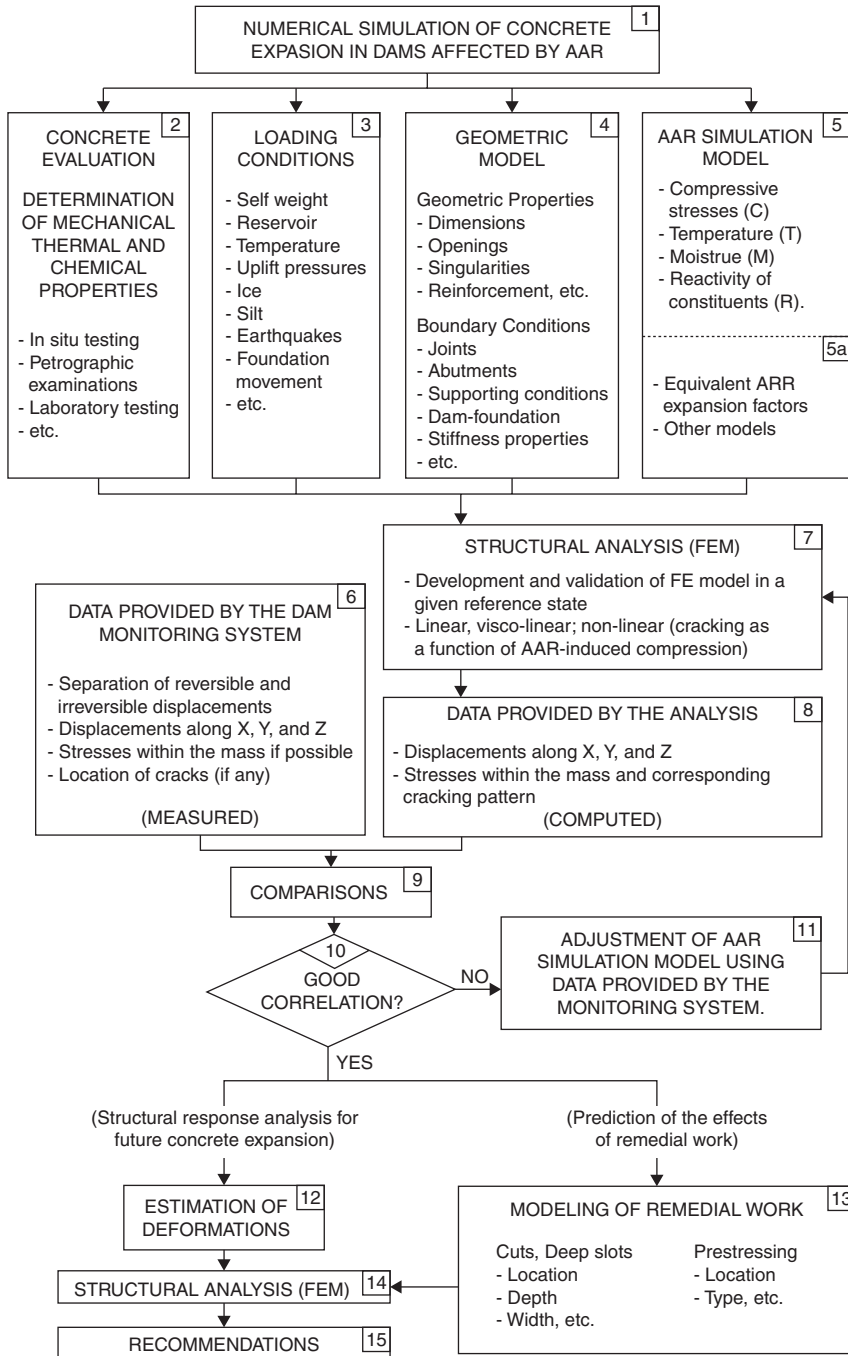 1
NUMERICAL SIMULATION OF CONCRETE
EXPASION IN DAMS AFFECTED BY AAR
2
CONCRETE
EVALUATION
DETERMINATION
OF MECHANICAL
THERMAL AND
CHEMICAL
PROPERTIES
- In situ testing
- Petrographic
examinations
- Laboratory testing
- etc.
3
LOADING
CONDITIONS
- Self weight
- Reservoir
- Temperature
- Uplift pressures
- Ice
- Silt
- Earthquakes
- Foundation
movement
- etc.
4
GEOMETRIC
MODEL
Geometric Properties
- Dimensions
- Openings
- Singularities
- Reinforcement, etc.
Boundary Conditions
- Joints
- Abutments
- Supporting conditions
- Dam-foundation
- Stiffness properties
- etc.
5
AAR SIMULATION
MODEL
- Compressive
stresses (C)
- Temperature (T)
- Moistrue (M)
- Reactivity of
constituents (R).
5a
- Equivalent ARR
expansion factors
- Other models
7
STRUCTURAL ANALYSIS (FEM)
- Development and validation of FE model in a
given reference state
- Linear, visco-linear; non-linear (cracking as
a function of AAR-induced compression)
6
DATA PROVIDED BY THE DAM
MONITORING SYSTEM
- Separation of reversible and
irreversible displacements
- Displacements along X, Y, and Z
- Stresses within the mass if possible
- Location of cracks (if any)
(MEASURED)
8
DATA PROVIDED BY THE ANALYSIS
- Displacements along X, Y, and Z
- Stresses within the mass and corresponding
cracking pattern
(COMPUTED)
9
COMPARISONS
10
GOOD
CORRELATION?
NO
11
ADJUSTMENT OF AAR
SIMULATION MODEL USING
DATA PROVIDED BY THE
MONITORING SYSTEM.
YES
(Structural response analysis for
future concrete expansion)
(Prediction of the effects
of remedial work)
12
ESTIMATION OF
DEFORMATIONS
13
MODELING OF REMEDIAL WORK
Cuts, Deep slots
- Location
- Depth
- Width, etc.
Prestressing
- Location
- Type, etc.
STRUCTURAL ANALYSIS (FEM)
14
RECOMMENDATIONS
15